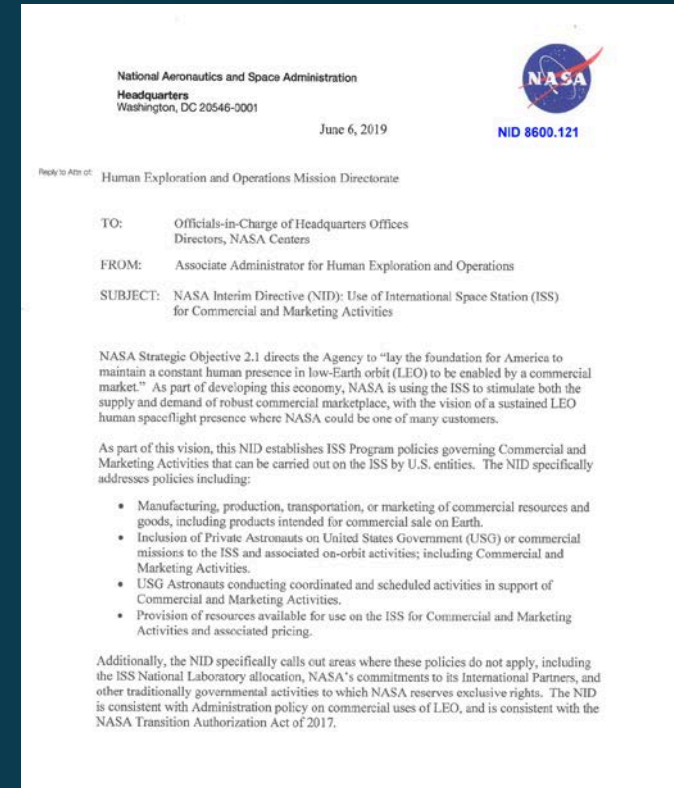 National Aeronautics and Space Administration
Headquarters
Washington, DC 20546-0001
NASA
June 6, 2019
NID 8600.121
Reply to Attn of:
Human Exploration and Operations Mission Directorate
TO: Officials-in-Charge of Headquarters Offices
Directors, NASA Centers
FROM: Associate Administrator for Human Exploration and Operations
SUBJECT: NASA Interim Directive (NID): Use of International Space Station (ISS)
for Commercial and Marketing Activities
NASA Strategic Objective 2.1 directs the Agency to “lay the foundation for America to
maintain a constant human presence in low-Earth orbit (LEO) to be enabled by a commercial
market.” As part of developing this economy, NASA is using the ISS to stimulate both the
supply and demand of robust commercial marketplace, with the vision of a sustained LEO
human spaceflight presence where NASA could be one of many customers.
As part of this vision, this NID establishes ISS Program policies governing Commercial and
Marketing Activities that can be carried out on the ISS by U.S. entities. The NID specifically
addresses policies including:
• Manufacturing, production, transportation, or marketing of commercial resources and
goods, including products intended for commercial sale on Earth.
• Inclusion of Private Astronauts on United States Government (USG) or commercial
missions to the ISS and associated on-orbit activities; including Commercial and
Marketing Activities.
• USG Astronauts conducting coordinated and scheduled activities in support of
Commercial and Marketing Activities.
• Provision of resources available for use on the ISS for Commercial and Marketing
Activities and associated pricing.
Additionally, the NID specifically calls out areas where these policies do not apply, including
the ISS National Laboratory allocation, NASA's commitments to its International Partners, and
other traditionally governmental activities to which NASA reserves exclusive rights. The NID
is consistent with Administration policy on commercial uses of LEO, and is consistent with the
NASA Transition Authorization Act of 2017.